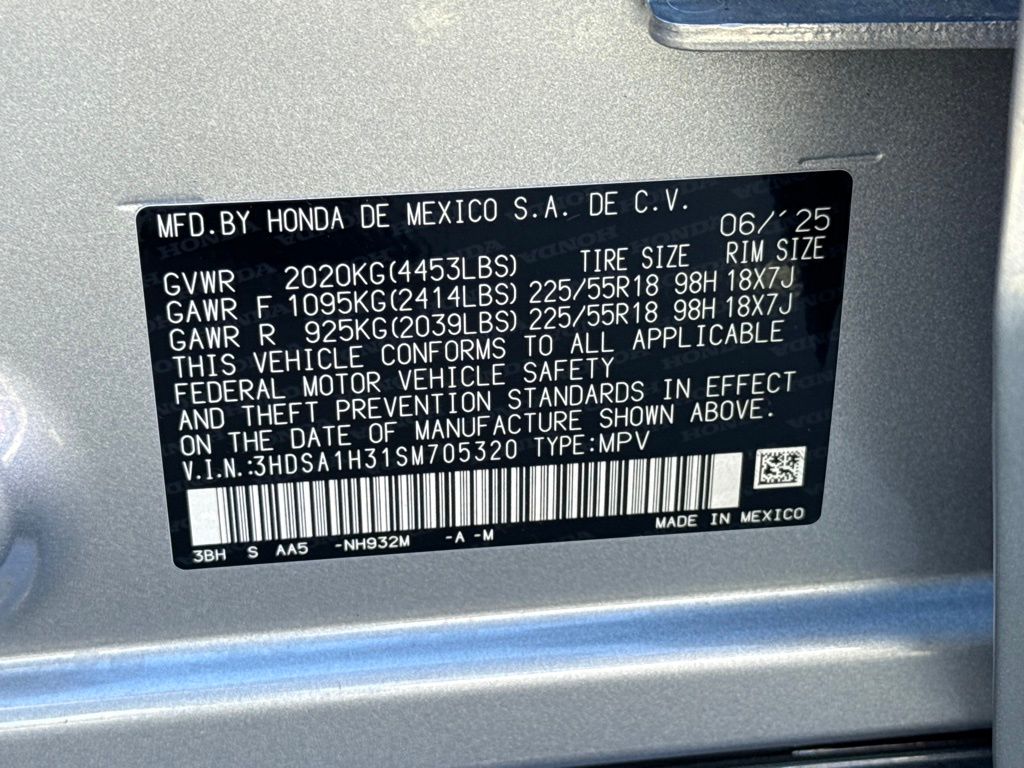 MFD.BY HONDA DE MEXICO S.A. DE C.V. 06/´25
TIRE SIZE RIM SIZE
GVWR 2020KG(4453LBS)
GAWR F 1095KG(2414LBS) 225/55R18 98H 18X7J
GAWR R 925KG(2039LBS) 225/55R18 98H 18X7J
THIS VEHICLE CONFORMS TO ALL APPLICABLE
FEDERAL MOTOR VEHICLE SAFETY
AND THEFT PREVENTION STANDARDS IN EFFECT
ON THE DATE OF MANUFACTURE SHOWN ABOVE.
V.I.N.:3HDSA1H31SM705320 TYPE:MPV
3BH S AA5 -NH932M -A -M MADE IN MEXICO